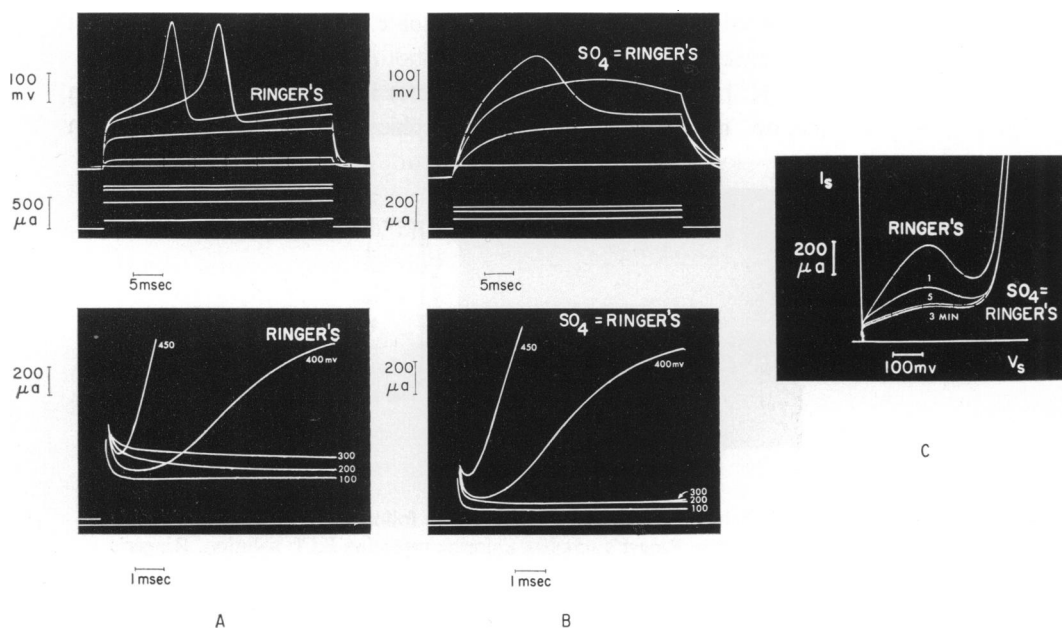 100
mv
RINGER'S
500
μa
5msec
100
mv
SO4 = RINGER'S
200
μa
5msec
200
μa
RINGER'S
450
400mv
300
200
100
1msec
A
200
μa
SO4 = RINGER'S
450
400mv
300
200
100
1msec
B
Is
RINGER'S
200
μa
1
5
3 MIN
SO4=
RINGER'S
100mv
Vs
C